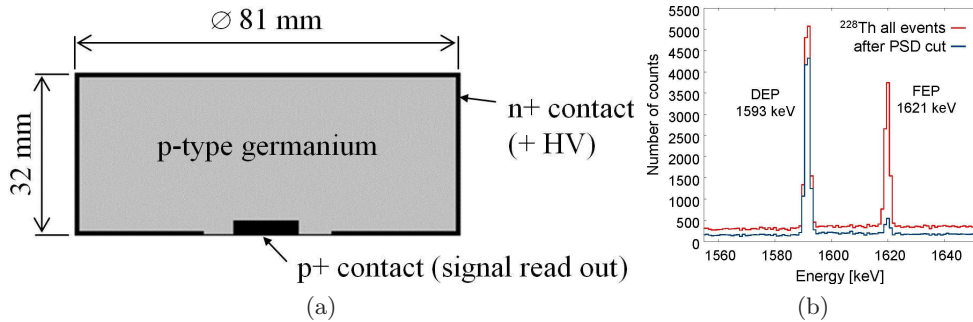 ∅ 81 mm
32 mm
p-type germanium
n+ contact
(+ HV)
p+ contact (signal read out)
(a)
Number of counts
5500
5000
4500
4000
3500
3000
2500
2000
1500
1000
500
0
²²⁸Th all events
after PSD cut
DEP
1593 keV
FEP
1621 keV
1560 1580 1600 1620 1640
Energy [keV]
(b)